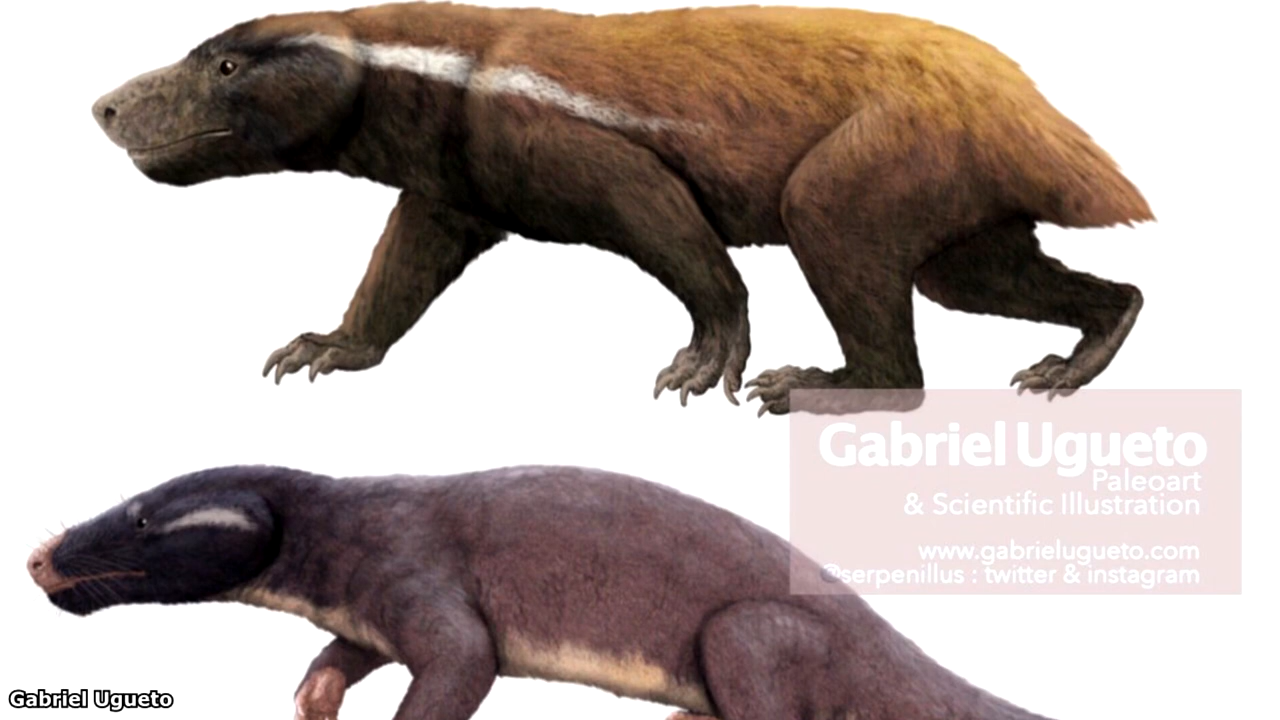 Gabriel Ugueto
Paleoart
& Scientific Illustration
www.gabrielugueto.com
@serpenillus : twitter & instagram
Gabriel Ugueto